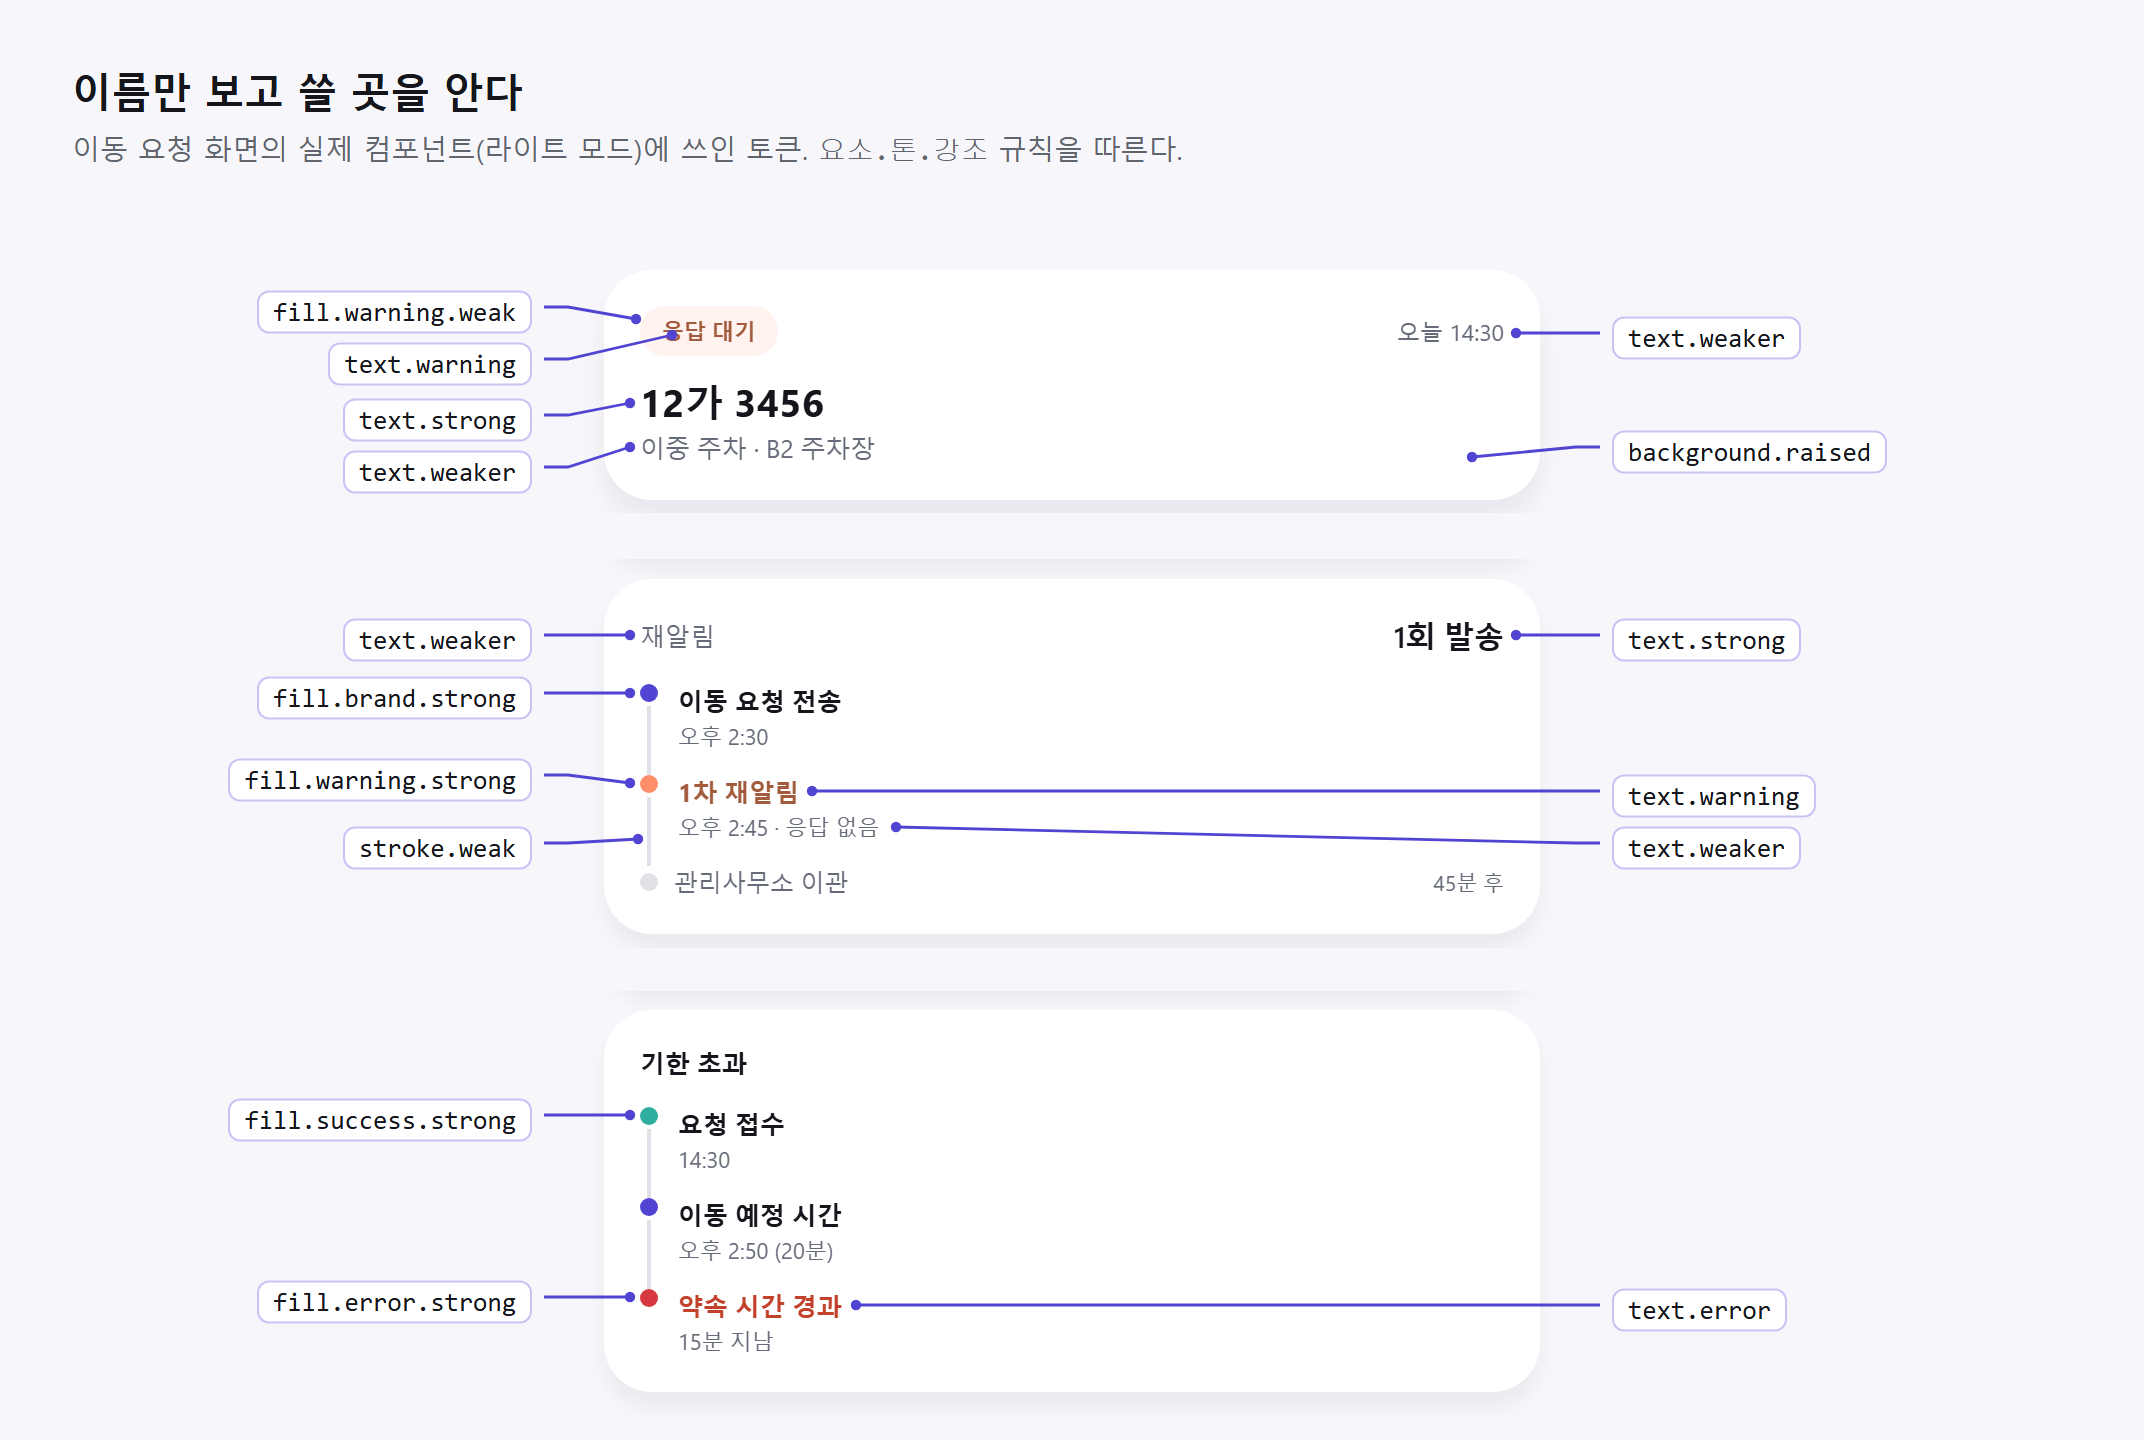 이름만 보고 쓸 곳을 안다
이동 요청 화면의 실제 컴포넌트(라이트 모드)에 쓰인 토큰. 요소.톤.강조 규칙을 따른다.
fill.warning.weak
text.warning
text.strong
text.weaker
응답 대기
오늘 14:30
12가 3456
이중 주차 · B2 주차장
text.weaker
background.raised
text.weaker
fill.brand.strong
fill.warning.strong
stroke.weak
재알림
1회 발송
이동 요청 전송
오후 2:30
1차 재알림
오후 2:45 · 응답 없음
관리사무소 이관
45분 후
text.strong
text.warning
text.weaker
fill.success.strong
fill.error.strong
기한 초과
요청 접수
14:30
이동 예정 시간
오후 2:50 (20분)
약속 시간 경과
15분 지남
text.error